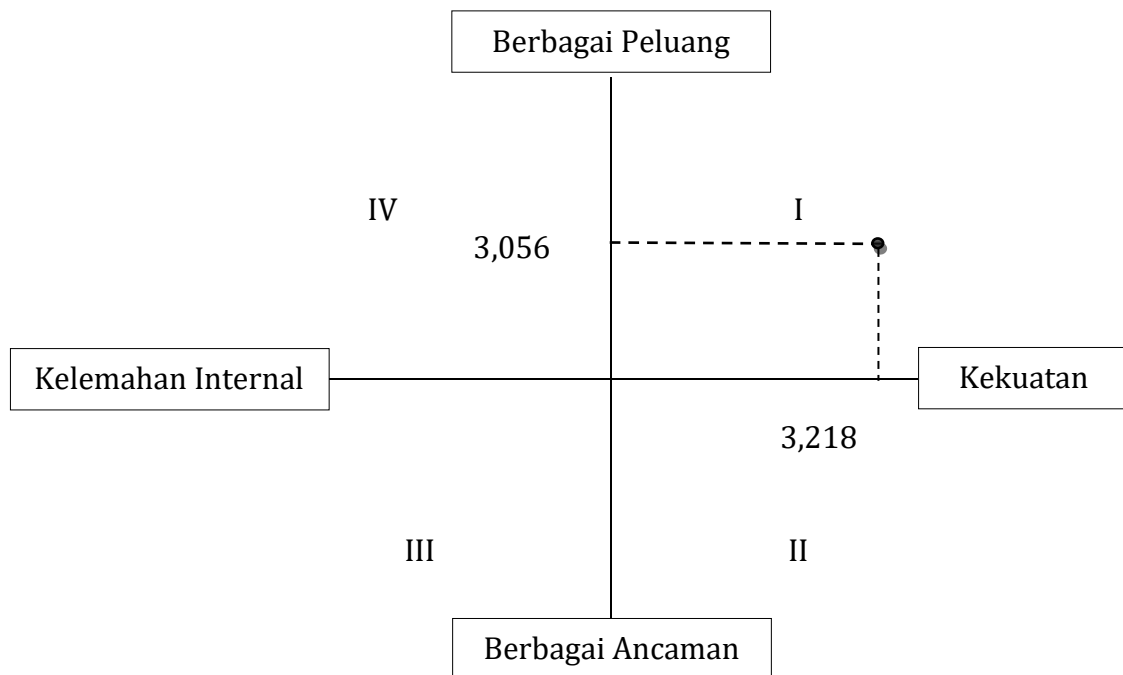 Berbagai Peluang
IV
I
3,056
Kelemahan Internal
Kekuatan
3,218
III
II
Berbagai Ancaman